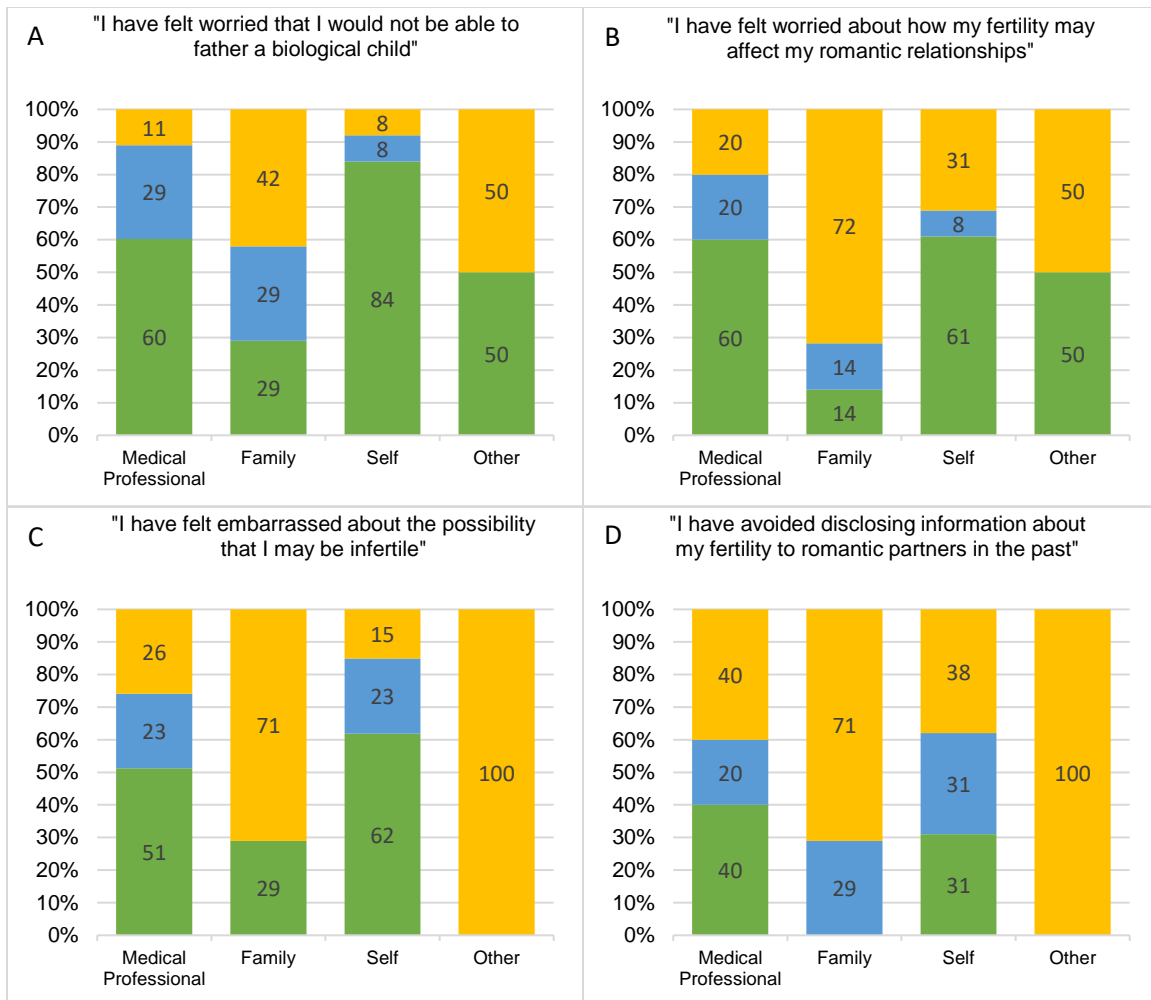 A
"I have felt worried that I would not be able to
father a biological child"
100%
90%
80%
70%
60%
50%
40%
30%
20%
10%
0%
11
29
60
42
29
29
8
8
84
50
50
Medical
Professional
Family
Self
Other
B
"I have felt worried about how my fertility may
affect my romantic relationships"
100%
90%
80%
70%
60%
50%
40%
30%
20%
10%
0%
20
20
60
72
14
14
31
8
61
50
50
Medical
Professional
Family
Self
Other
C
"I have felt embarrassed about the possibility
that I may be infertile"
100%
90%
80%
70%
60%
50%
40%
30%
20%
10%
0%
26
23
51
71
29
15
23
62
100
Medical
Professional
Family
Self
Other
D
"I have avoided disclosing information about
my fertility to romantic partners in the past"
100%
90%
80%
70%
60%
50%
40%
30%
20%
10%
0%
40
20
40
71
29
38
31
31
100
Medical
Professional
Family
Self
Other